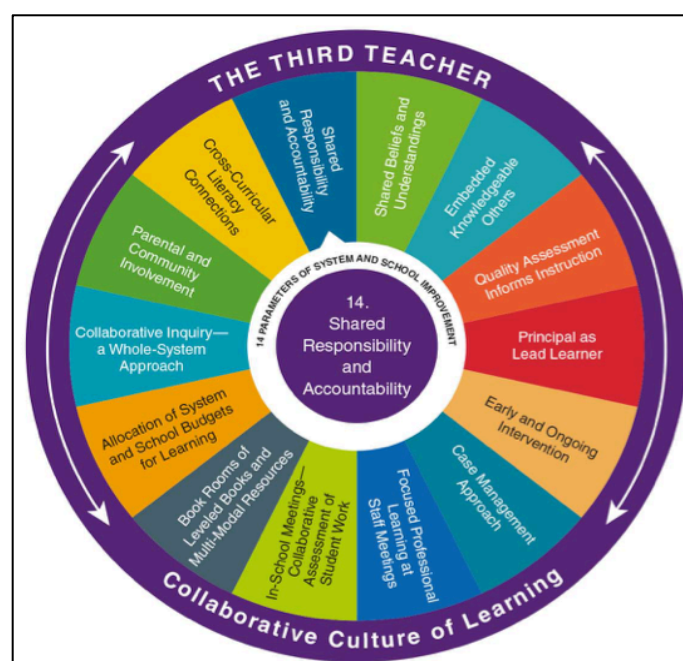 THE THIRD TEACHER
Shared
Responsibility
and Accountability
Shared Beliefs and
Understandings
Embedded
Knowledgeable
Others
Quality Assessment
Informs Instruction
Principal as
Lead Learner
Early and Ongoing
Intervention
Case Management
Approach
Focused Professional
Learning at
Staff Meetings
In-School Meetings—
Collaborative
Assessment of
Student Work
Book Rooms of
Leveled Books and
Multi-Modal Resources
Allocation of System
and School Budgets
for Learning
Collaborative Inquiry—
a Whole-System
Approach
Parental and
Community
Involvement
Cross-Curricular
Literacy
Connections
14 PARAMETERS OF SYSTEM AND SCHOOL IMPROVEMENT
14.
Shared
Responsibility
and
Accountability
Collaborative Culture of Learning